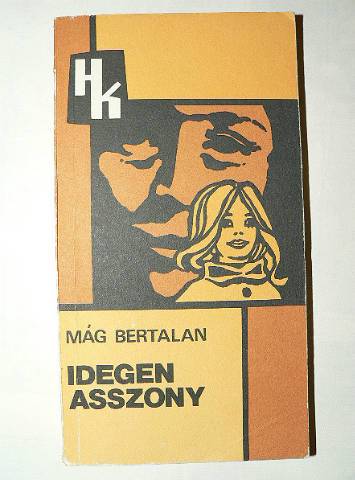 HK
MÁG BERTALAN
IDEGEN
ASSZONY